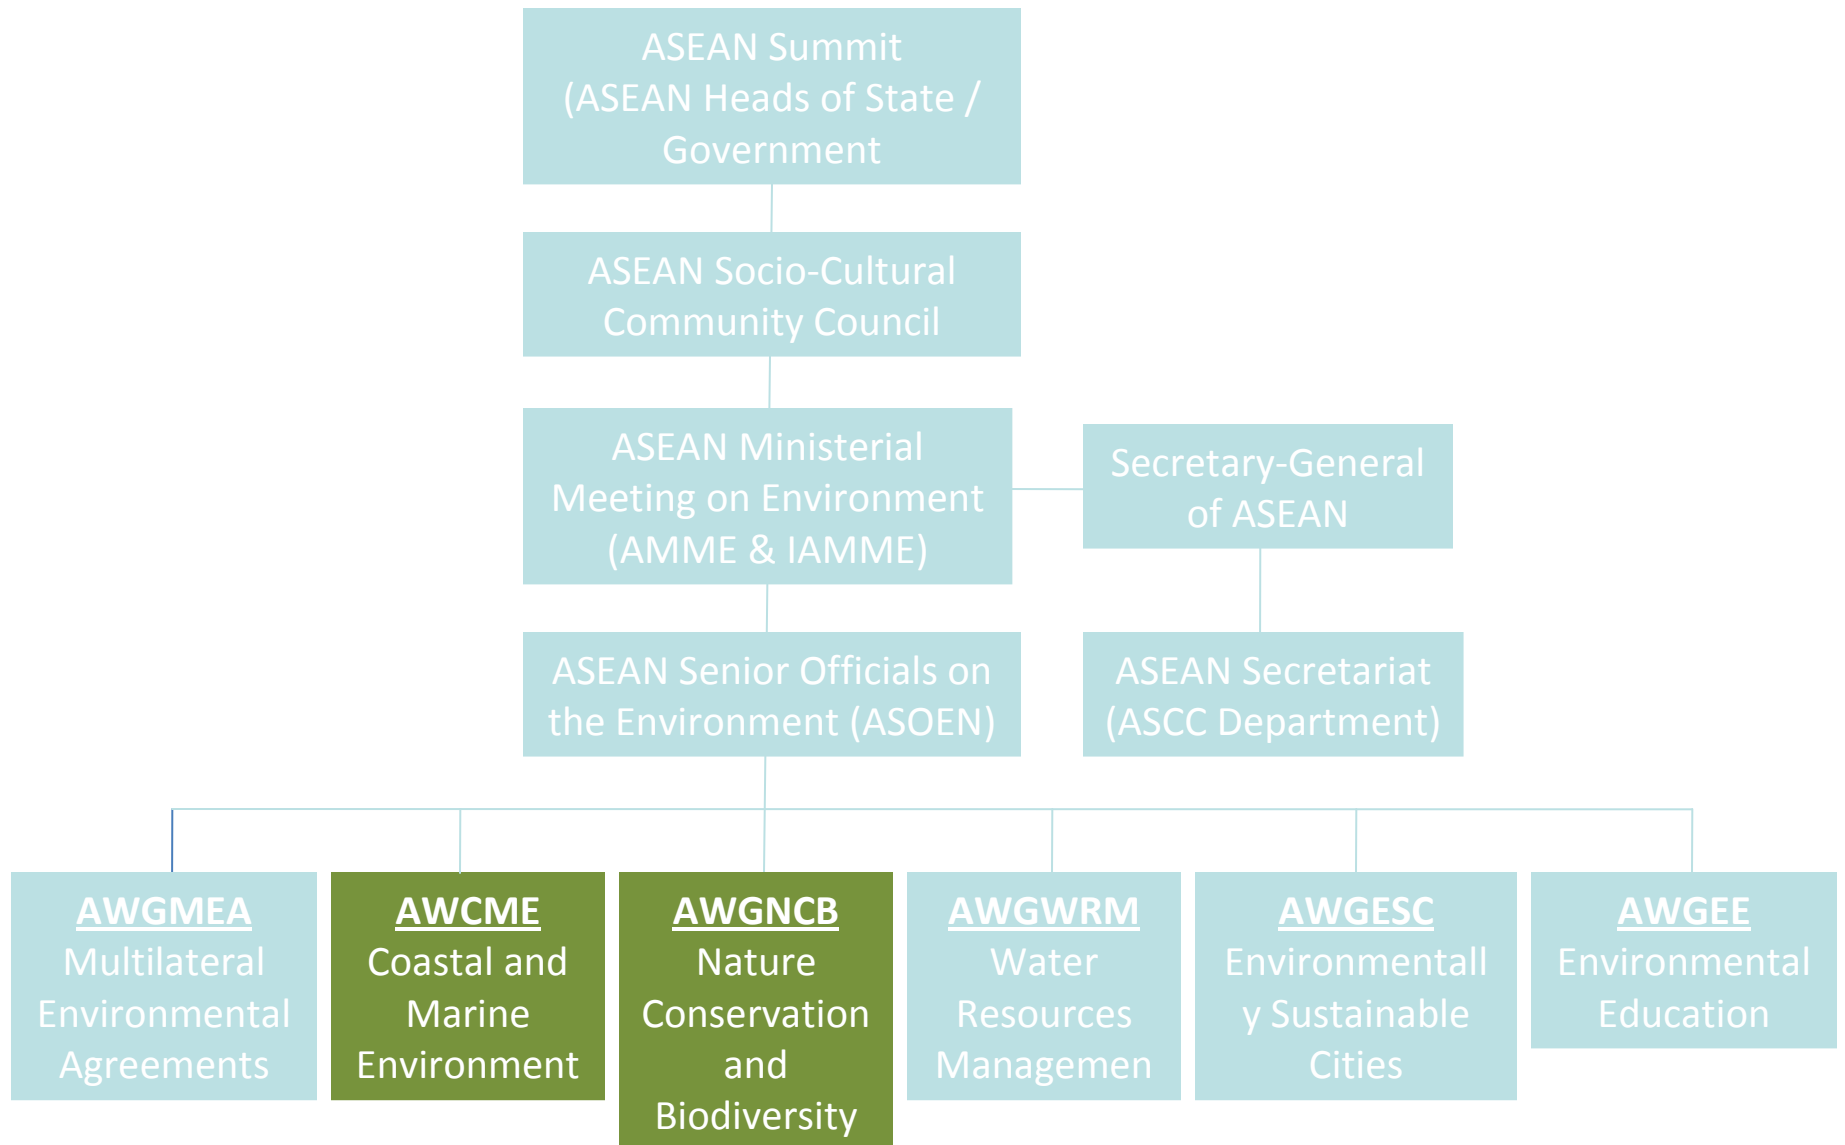 ASEAN Summit
(ASEAN Heads of State /
Government
ASEAN Socio-Cultural
Community Council
ASEAN Ministerial
Meeting on Environment
(AMME & IAMME)
Secretary-General
of ASEAN
ASEAN Senior Officials on
the Environment (ASOEN)
ASEAN Secretariat
(ASCC Department)
AWGMEA
Multilateral
Environmental
Agreements
AWCME
Coastal and
Marine
Environment
AWGNCB
Nature
Conservation
and
Biodiversity
AWGWRM
Water
Resources
Managemen
AWGESC
Environmentall
y Sustainable
Cities
AWGEE
Environmental
Education